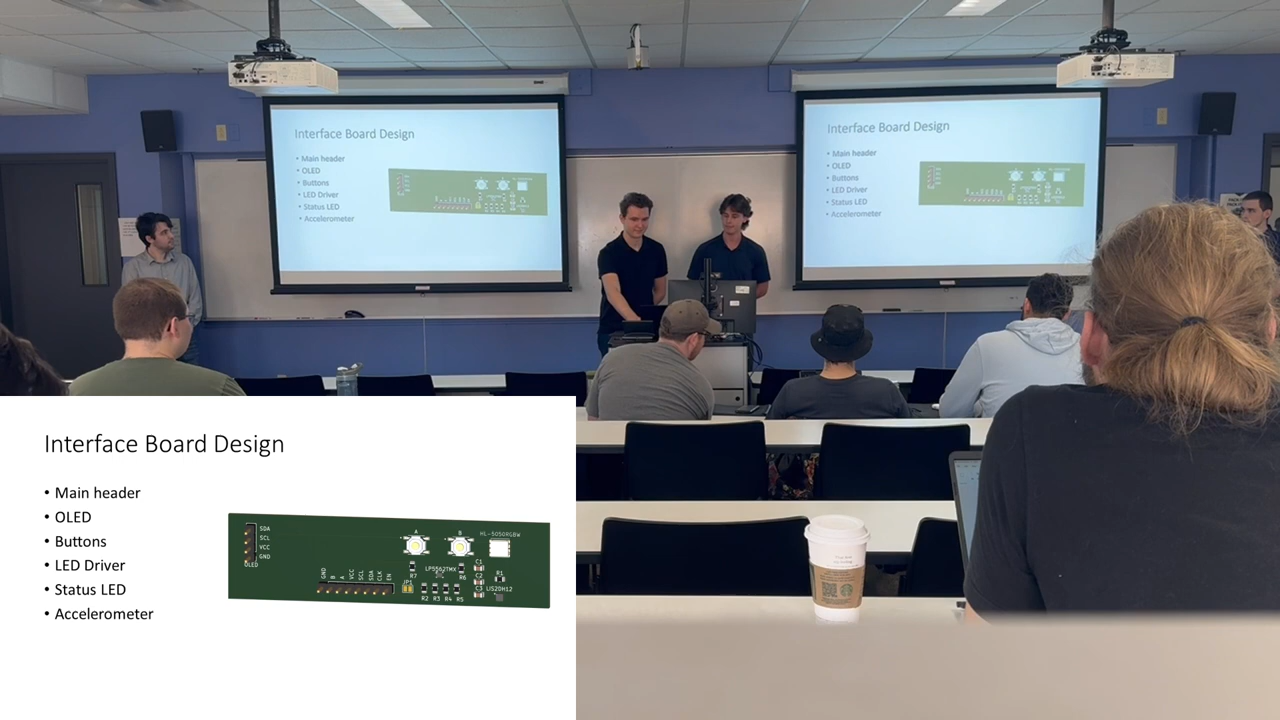 Interface Board Design
• Main header
• OLED
• Buttons
• LED Driver
• Status LED
• Accelerometer
Interface Board Design
• Main header
• OLED
• Buttons
• LED Driver
• Status LED
• Accelerometer
Interface Board Design
• Main header
• OLED
• Buttons
• LED Driver
• Status LED
• Accelerometer
SDA
SCL
VCC
GND
OLED
GND
B
A
VCC
SCL
SDA
CLK
EN
A
B
HL-5050RGBW
R7
LP5562TMX
R6
C1
C2
C3
R1
JP1
R2 R3 R4 R5
LIS2DH12